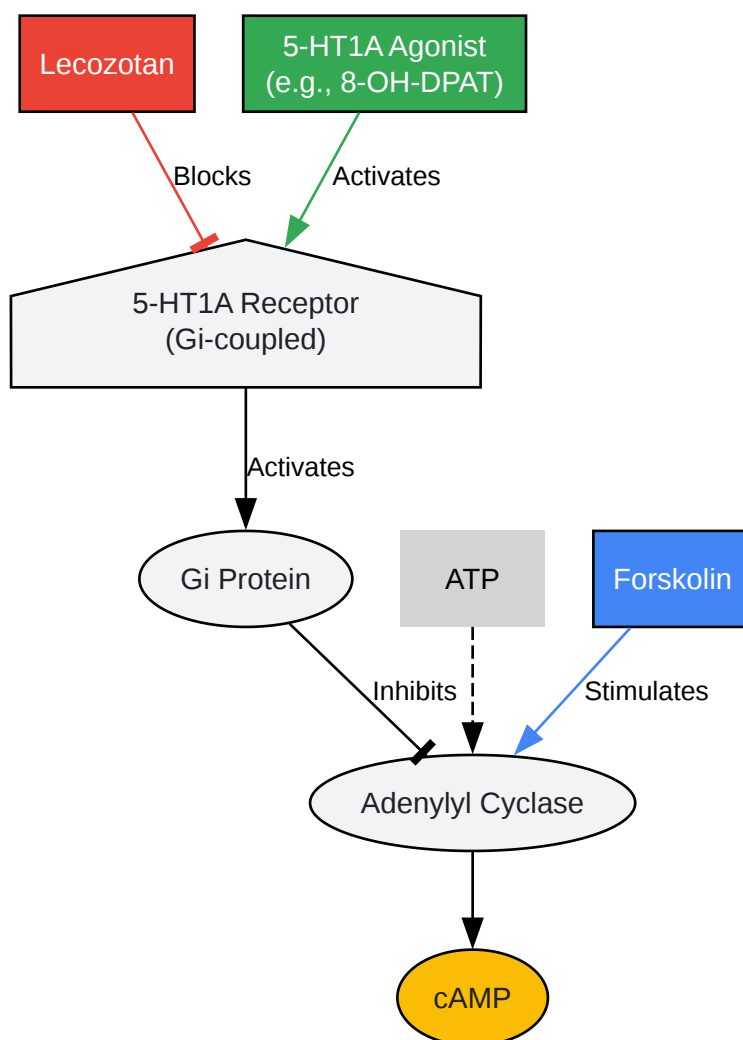 Lecozotan
5-HT1A Agonist
(e.g., 8-OH-DPAT)
Blocks
Activates
5-HT1A Receptor
(Gi-coupled)
Activates
Gi Protein
ATP
Forskolin
Inhibits
Stimulates
Adenylyl Cyclase
cAMP